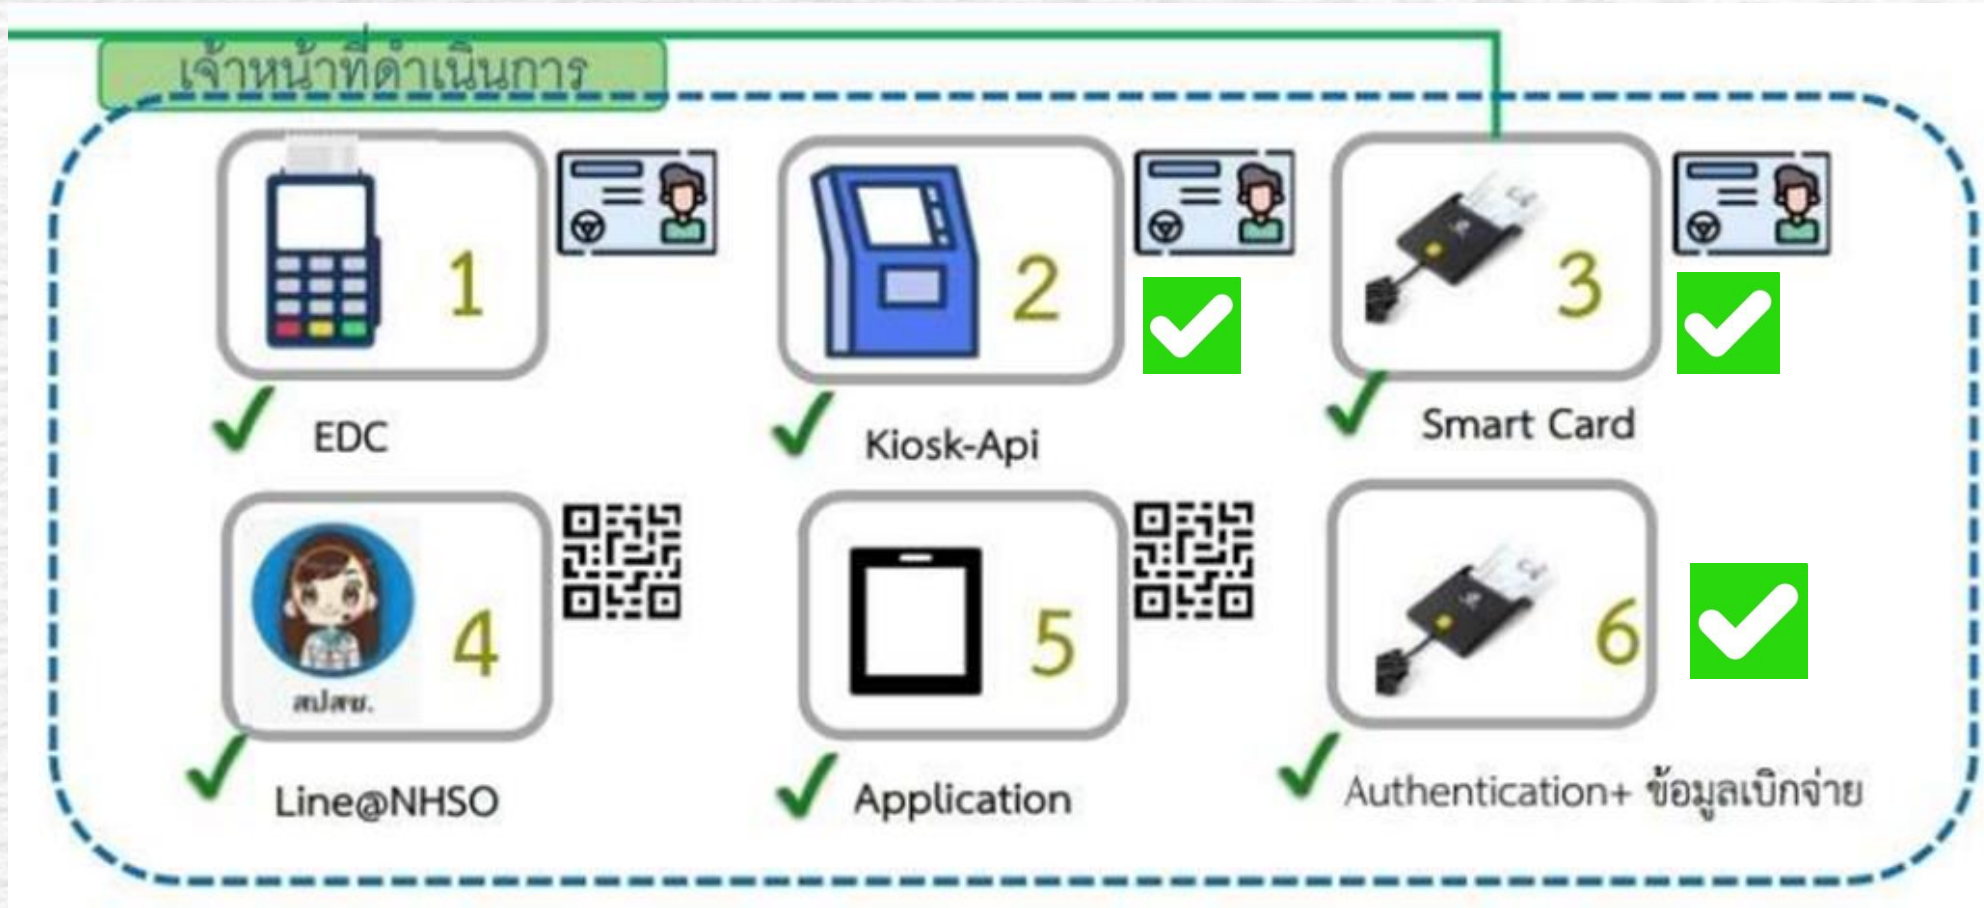 เจ้าหน้าที่ดำเนินการ
1
2
3
EDC
Kiosk-Api
Smart Card
4
5
6
สปสช.
Line@NHSO
Application
Authentication+ ข้อมูลเบิกจ่าย